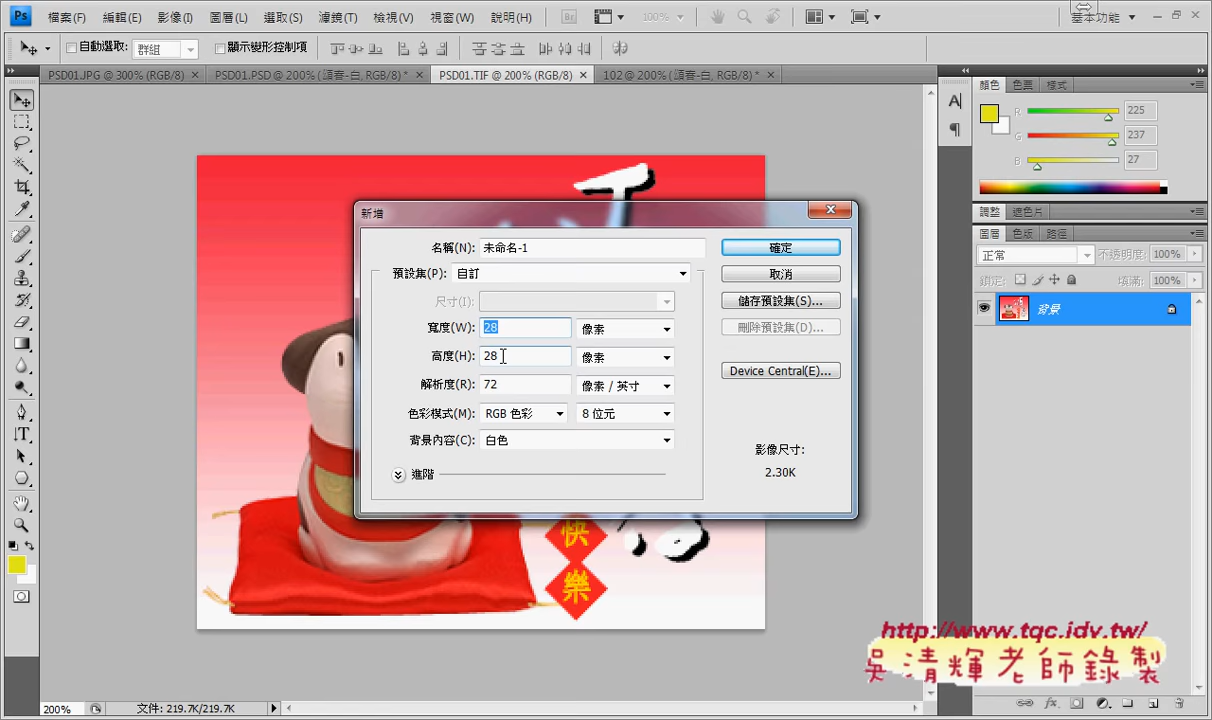 Ps 檔案(F) 編輯(E) 影像(I) 圖層(L) 選取(S) 濾鏡(T) 檢視(V) 視窗(W) 說明(H) Br 100% 基本功能
自動選取: 群組 顯示變形控制項
PSD01.JPG @ 300% (RGB/8) PSD01.PSD @ 200% (頭春-白, RGB/8) * PSD01.TIF @ 200% (RGB/8) 102 @ 200% (頭春-白, RGB/8) *
顏色 色票 樣式
R 225
G 237
B 27
調整 遮色片
圖層 色板 路徑
正常 不透明度: 100%
鎖定: 填滿: 100%
背景
新增
名稱(N): 未命名-1 確定
預設集(P): 自訂 取消
尺寸(I): 儲存預設集(S)...
寬度(W): 28 像素 刪除預設集(D)...
高度(H): 28 像素
Device Central(E)...
解析度(R): 72 像素 / 英寸
色彩模式(M): RGB 色彩 8 位元
背景內容(C): 白色
影像尺寸:
2.30K
進階
快
樂
http://www.tqc.idv.tw/
吳清輝老師錄製
200% 文件: 219.7K/219.7K